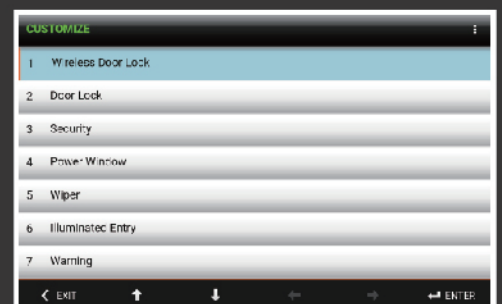 CUSTOMIZE
1 Wireless Door Lock
2 Door Lock
3 Security
4 Power Window
5 Wiper
6 Illuminated Entry
7 Warning
EXIT ENTER